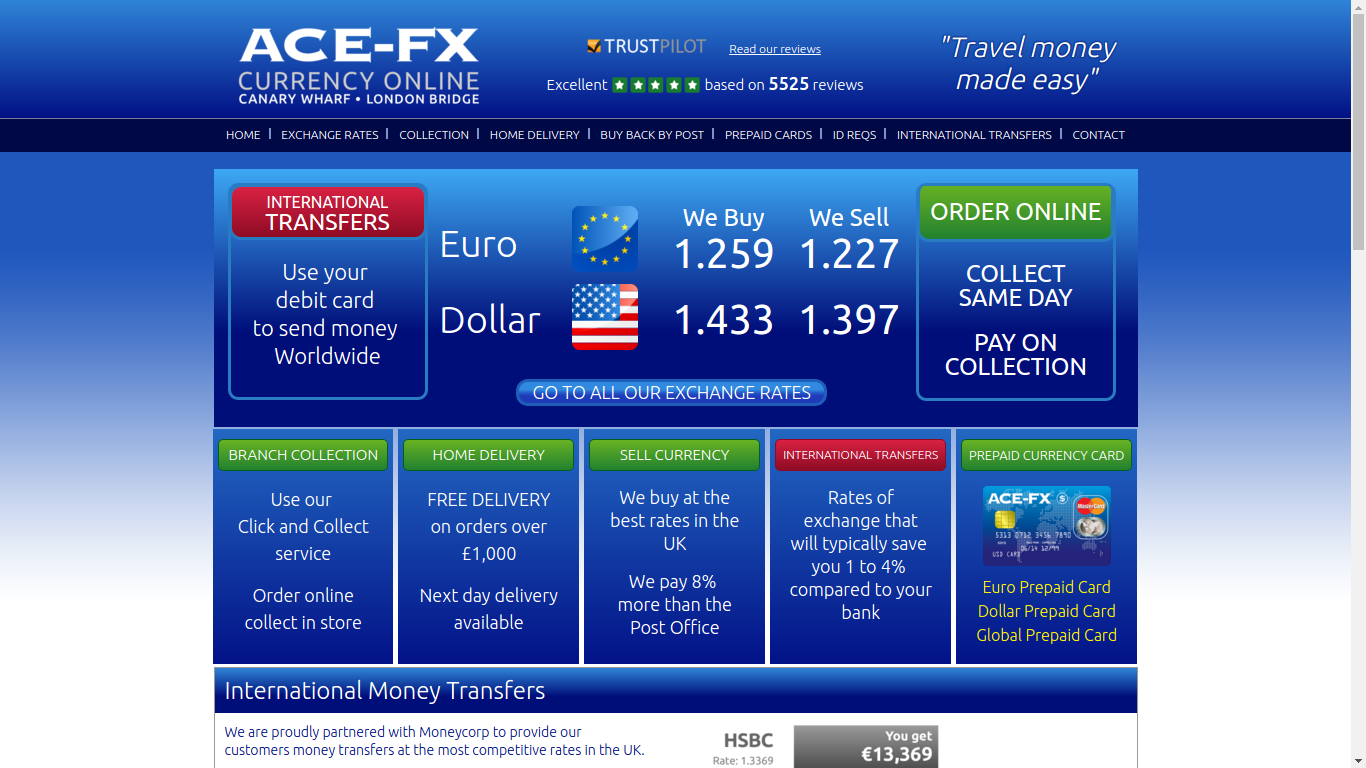 ACE-FX
CURRENCY ONLINE
CANARY WHARF • LONDON BRIDGE
TRUSTPILOT
Read our reviews
Excellent
based on 5525 reviews
"Travel money
made easy"
HOME | EXCHANGE RATES | COLLECTION | HOME DELIVERY | BUY BACK BY POST | PREPAID CARDS | ID REQS | INTERNATIONAL TRANSFERS | CONTACT
INTERNATIONAL
TRANSFERS
Use your
debit card
to send money
Worldwide
We Buy We Sell
Euro 1.259 1.227
Dollar 1.433 1.397
GO TO ALL OUR EXCHANGE RATES
ORDER ONLINE
COLLECT
SAME DAY
PAY ON
COLLECTION
BRANCH COLLECTION
Use our
Click and Collect
service
Order online
collect in store
HOME DELIVERY
FREE DELIVERY
on orders over
£1,000
Next day delivery
available
SELL CURRENCY
We buy at the
best rates in the
UK
We pay 8%
more than the
Post Office
INTERNATIONAL TRANSFERS
Rates of
exchange that
will typically save
you 1 to 4%
compared to your
bank
PREPAID CURRENCY CARD
ACE-FX $
MasterCard
5313 0712 3456 7890
06/14 12/99
USD CARD
Euro Prepaid Card
Dollar Prepaid Card
Global Prepaid Card
International Money Transfers
We are proudly partnered with Moneycorp to provide our
customers money transfers at the most competitive rates in the UK.
HSBC
Rate: 1.3369
You get
€13,369